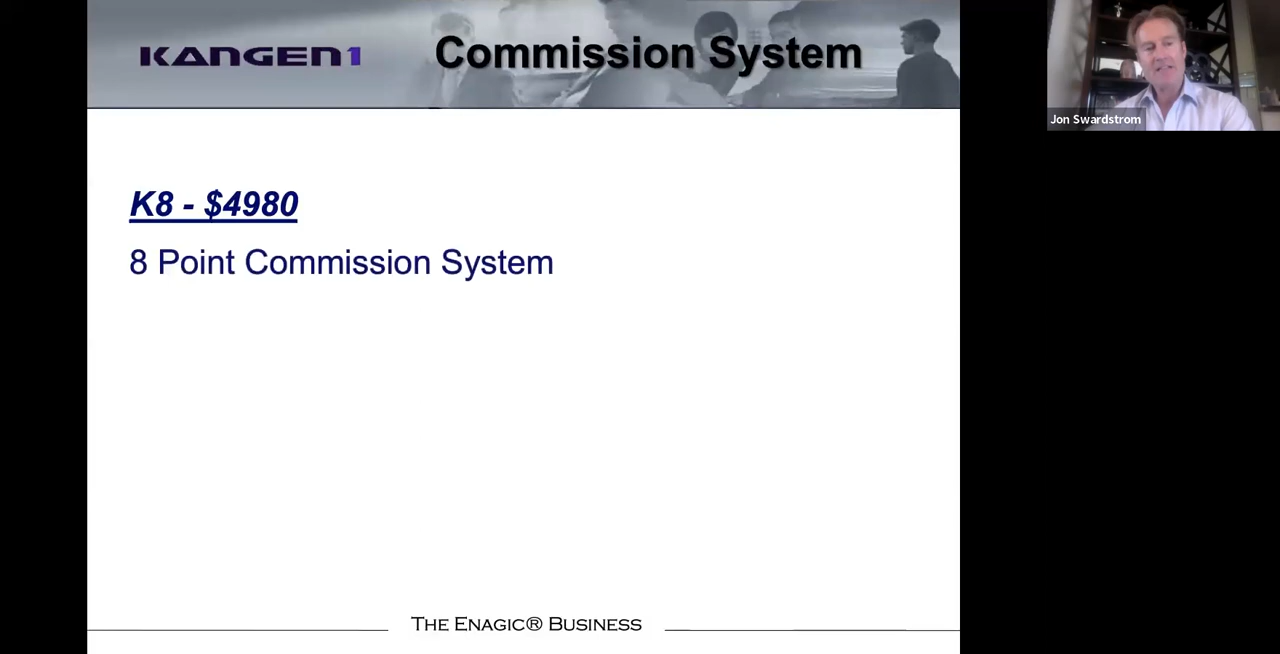 KANGEN1
Commission System
Jon Swardstrom
K8 - $4980
8 Point Commission System
THE ENAGIC® BUSINESS